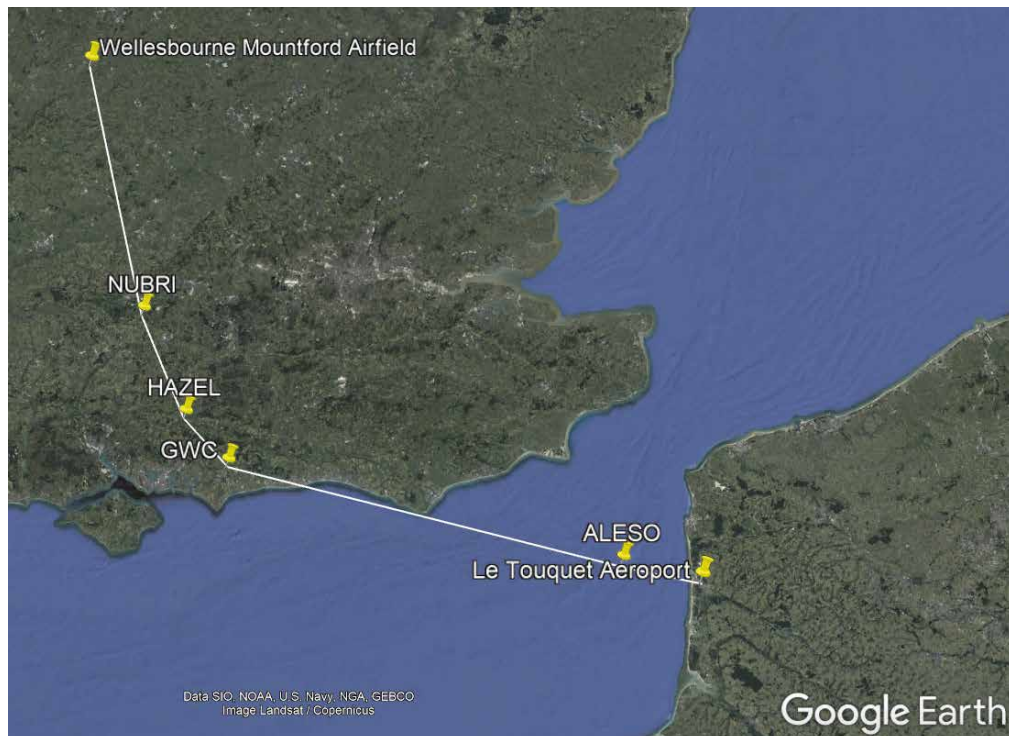 Wellesbourne Mountford Airfield
NUBRI
HAZEL
GWC
ALESO
Le Touquet Aéroport
Data SIO, NOAA, U.S. Navy, NGA, GEBCO
Image Landsat / Copernicus
Google Earth